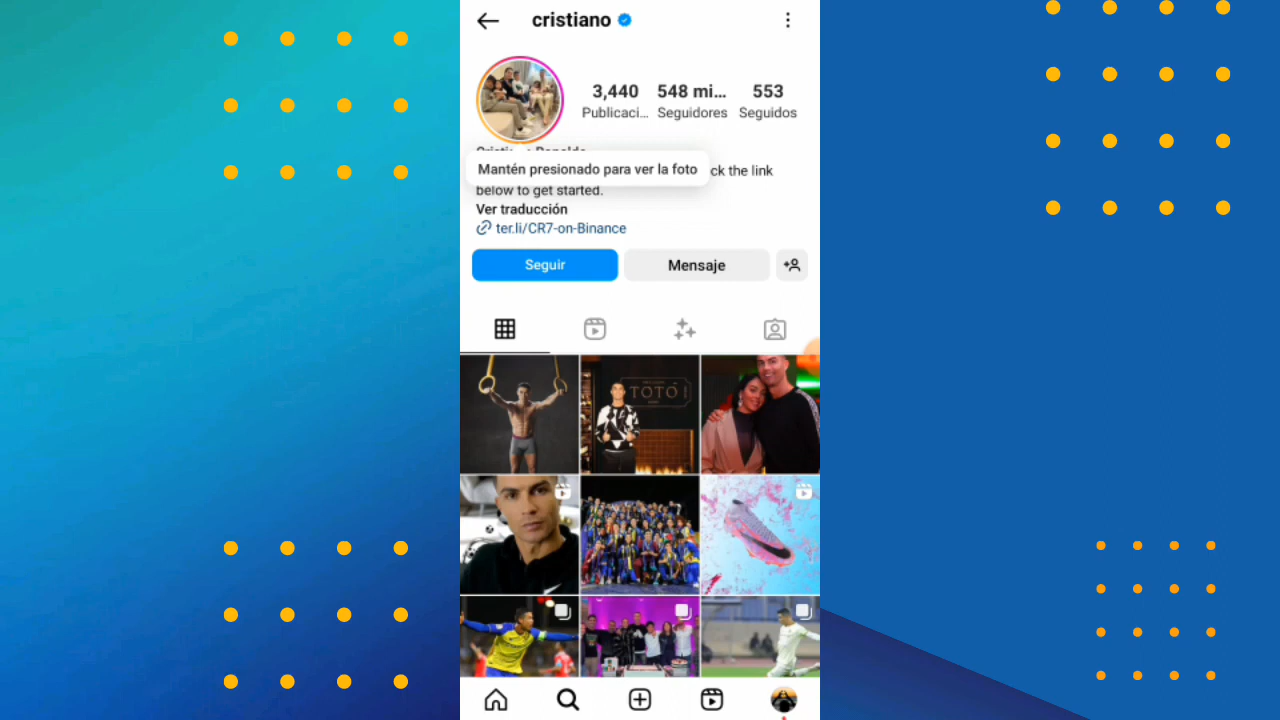 cristiano
3,440
548 mi...
553
Publicaci...
Seguidores
Seguidos
Mantén presionado para ver la foto
ck the link
below to get started.
Ver traducción
ter.li/CR7-on-Binance
Seguir
Mensaje
TOTÓ